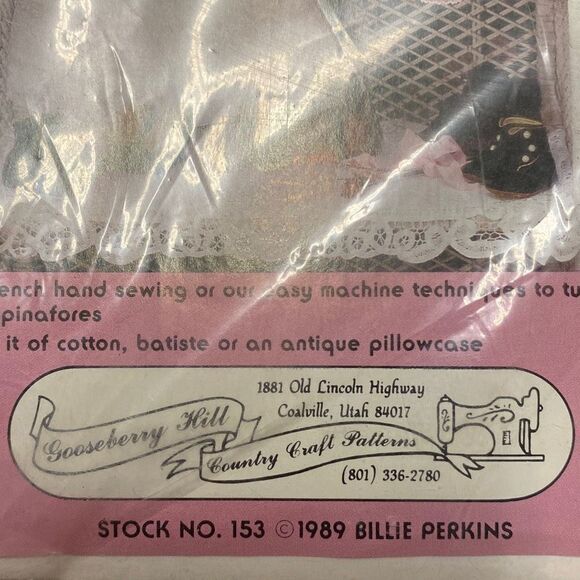 ench hand sewing or our easy machine techniques to tu
pinafores
it of cotton, batiste or an antique pillowcase
1881 Old Lincoln Highway
Coalville, Utah 84017
Gooseberry Hill
Country Craft Patterns
(801) 336-2780
STOCK NO. 153 © 1989 BILLIE PERKINS